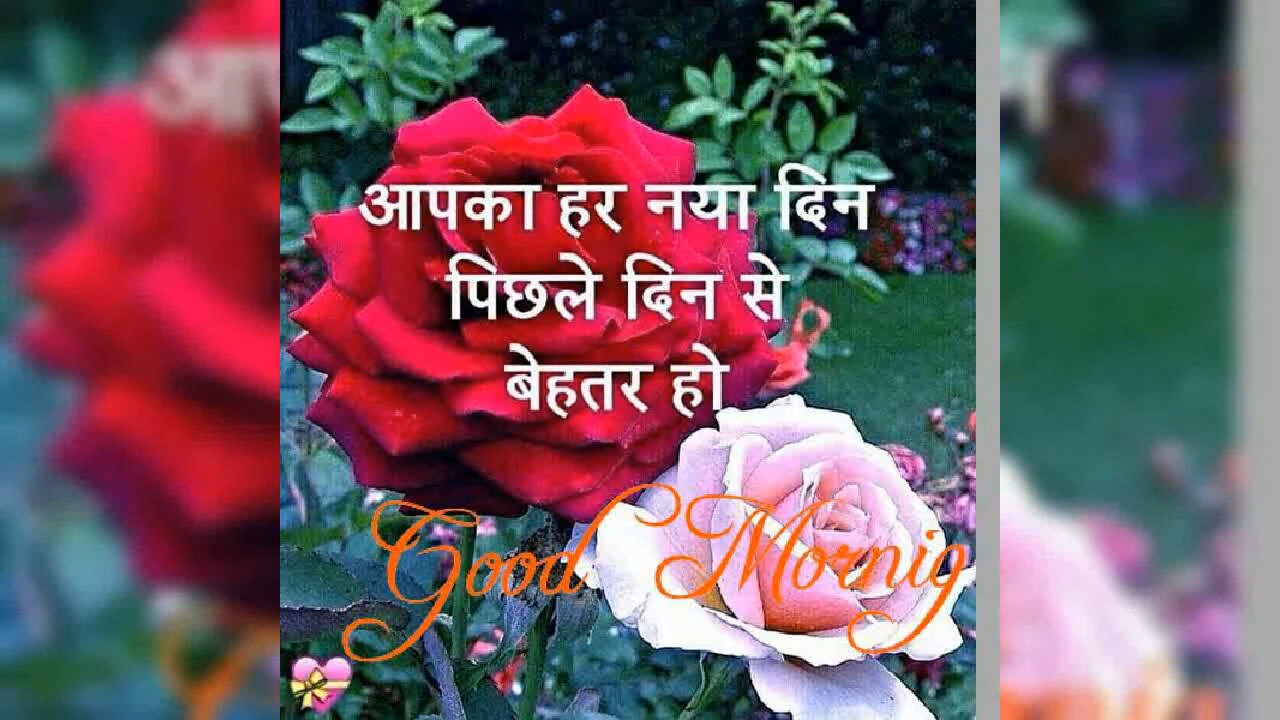 आपका हर नया दिन
पिछले दिन से
बेहतर हो
Good Mornig